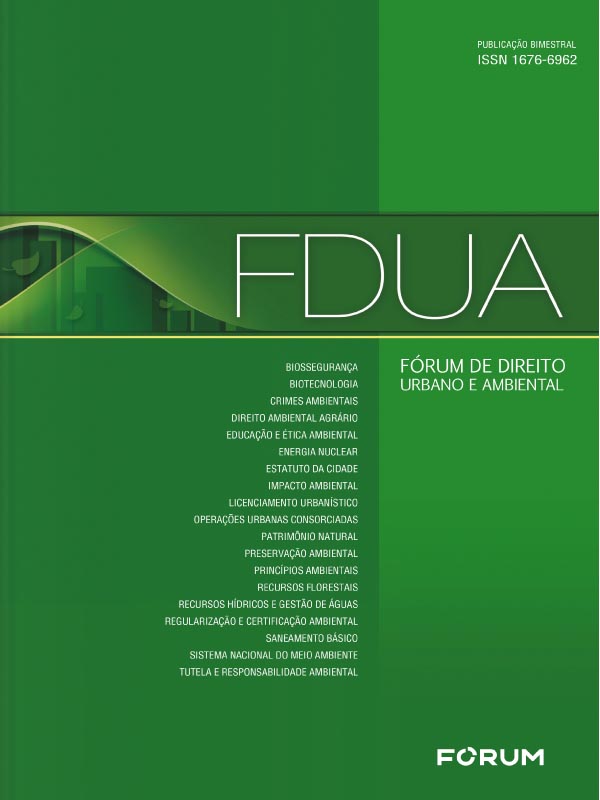 PUBLICAÇÃO BIMESTRAL
ISSN 1676-6962
FDUA
FÓRUM DE DIREITO
URBANO E AMBIENTAL
BIOSSEGURANÇA
BIOTECNOLOGIA
CRIMES AMBIENTAIS
DIREITO AMBIENTAL AGRÁRIO
EDUCAÇÃO E ÉTICA AMBIENTAL
ENERGIA NUCLEAR
ESTATUTO DA CIDADE
IMPACTO AMBIENTAL
LICENCIAMENTO URBANÍSTICO
OPERAÇÕES URBANAS CONSORCIADAS
PATRIMÔNIO NATURAL
PRESERVAÇÃO AMBIENTAL
PRINCÍPIOS AMBIENTAIS
RECURSOS FLORESTAIS
RECURSOS HÍDRICOS E GESTÃO DE ÁGUAS
REGULARIZAÇÃO E CERTIFICAÇÃO AMBIENTAL
SANEAMENTO BÁSICO
SISTEMA NACIONAL DO MEIO AMBIENTE
TUTELA E RESPONSABILIDADE AMBIENTAL
FÓRUM